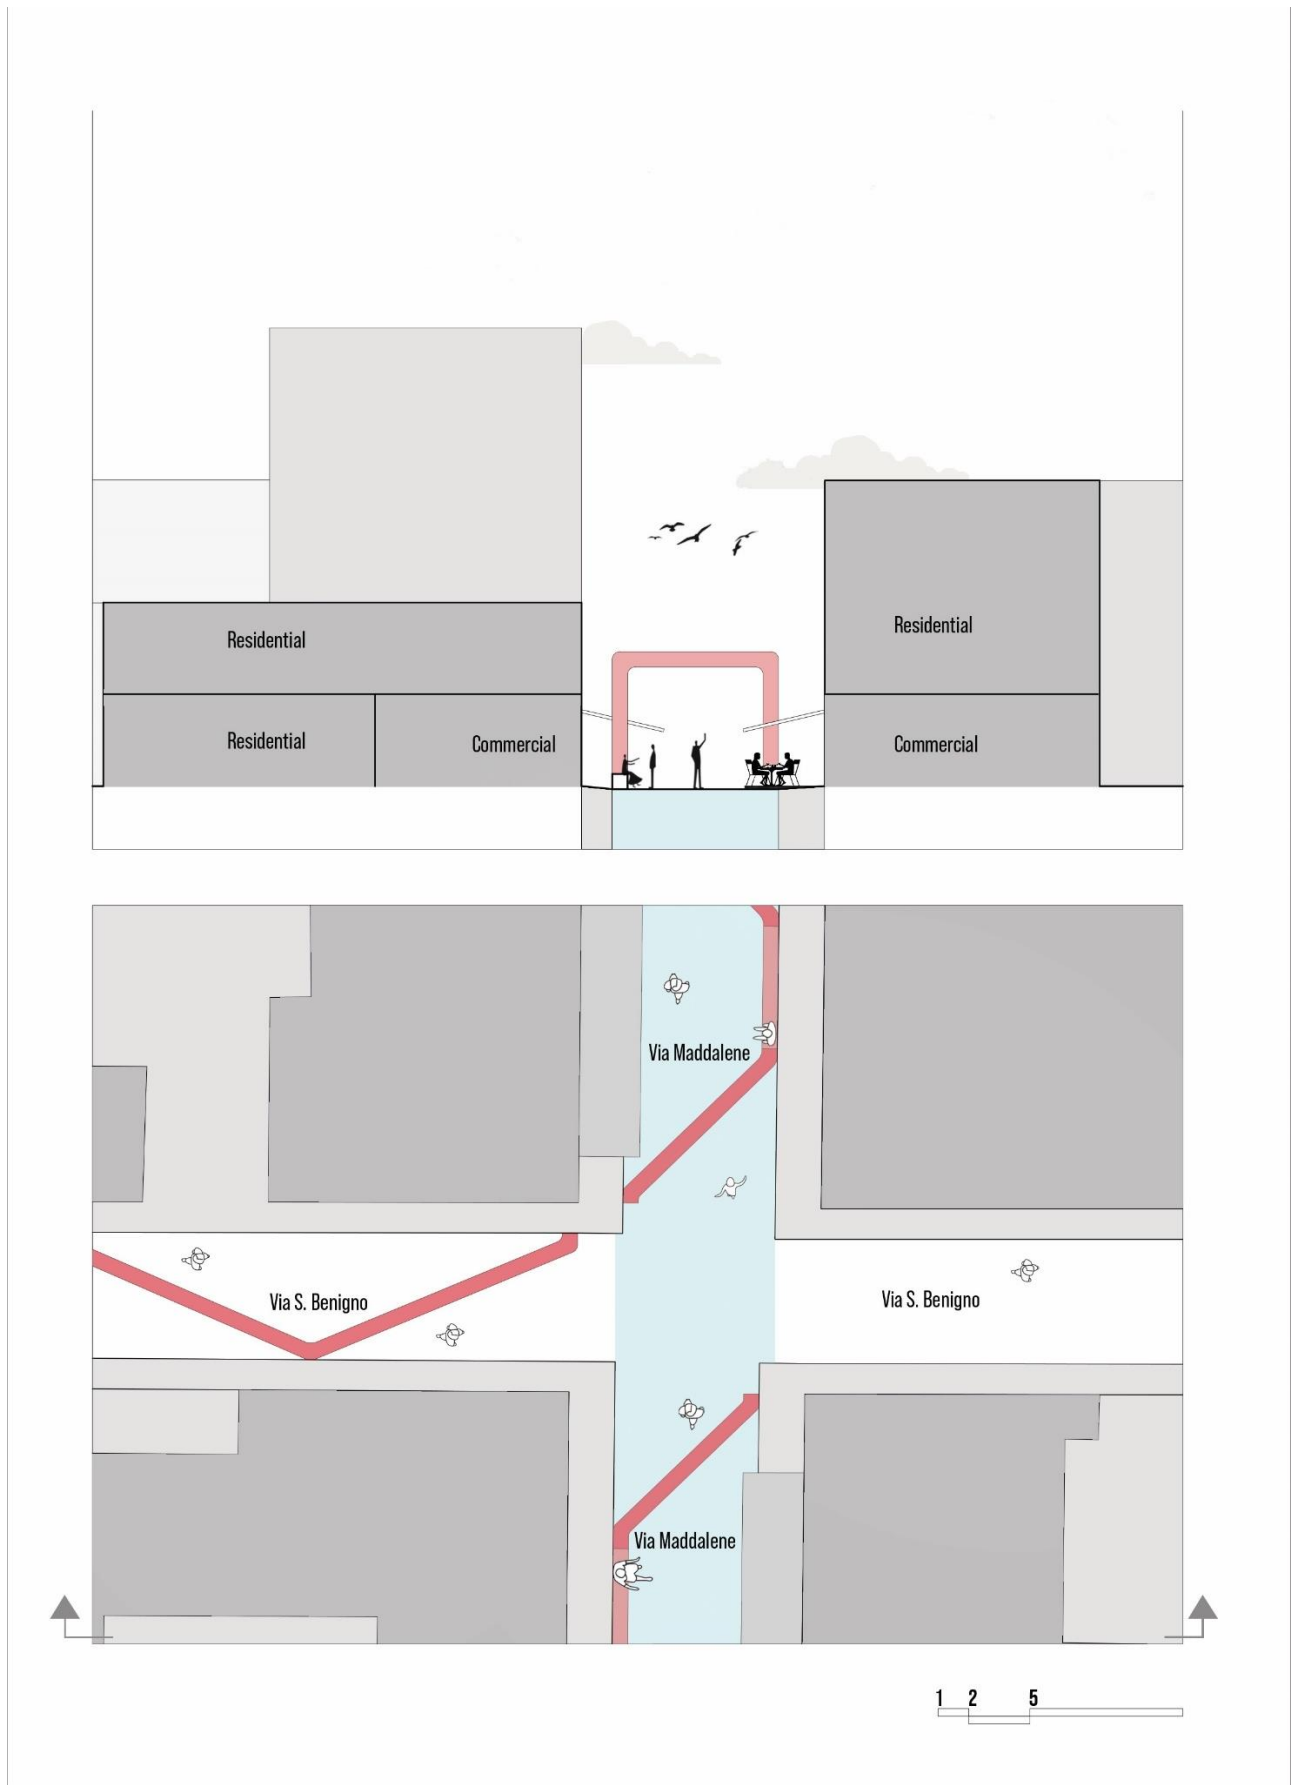 Residential
Residential
Residential
Commercial
Commercial
Via Maddalene
Via S. Benigno
Via S. Benigno
Via Maddalene
1 2 5